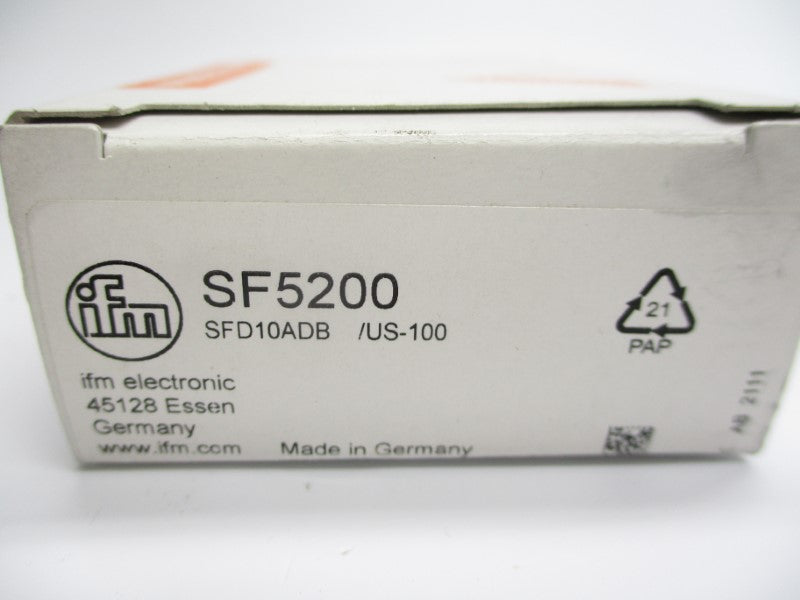 ifm
SF5200
SFD10ADB /US-100
ifm electronic
45128 Essen
Germany
www.ifm.com Made in Germany
21
PAP
AB 2111